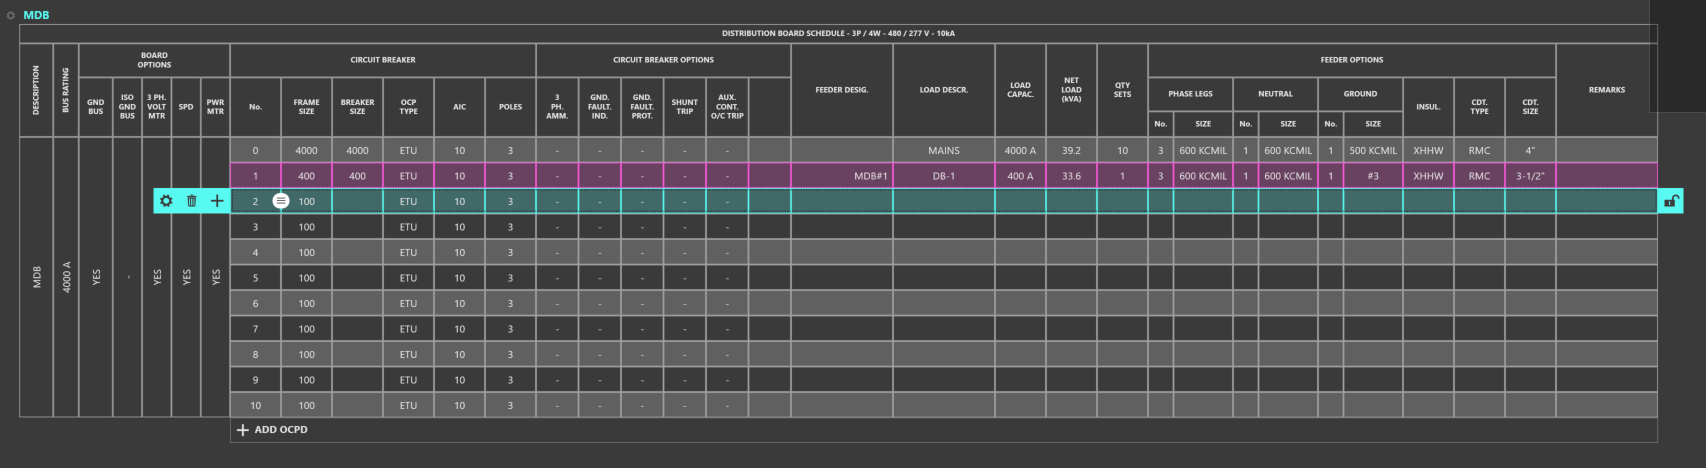 MDB
DISTRIBUTION BOARD SCHEDULE - 3P / 4W - 480 / 277 V - 10kA
DESCRIPTION
BUS RATING
BOARD
OPTIONS
CIRCUIT BREAKER
CIRCUIT BREAKER OPTIONS
FEEDER DESIG.
LOAD DESCR.
LOAD
CAPAC.
NET
LOAD
(kVA)
QTY
SETS
FEEDER OPTIONS
REMARKS
GND
BUS
ISO
GND
BUS
3 PH.
VOLT
MTR
SPD
PWR
MTR
No.
FRAME
SIZE
BREAKER
SIZE
OCP
TYPE
AIC
POLES
3
PH.
AMM.
GND.
FAULT.
IND.
GND.
FAULT.
PROT.
SHUNT
TRIP
AUX.
CONT.
O/C TRIP
PHASE LEGS
NEUTRAL
GROUND
INSUL.
CDT.
TYPE
CDT.
SIZE
No. SIZE No. SIZE No. SIZE
MDB
4000 A
YES
-
YES
YES
YES
0 4000 4000 ETU 10 3 - - - - - MAINS 4000 A 39.2 10 3 600 KCMIL 1 600 KCMIL 1 500 KCMIL XHHW RMC 4"
1 400 400 ETU 10 3 - - - - - MDB#1 DB-1 400 A 33.6 1 3 600 KCMIL 1 600 KCMIL 1 #3 XHHW RMC 3-1/2"
2 100 ETU 10 3 - - - - -
3 100 ETU 10 3 - - - - -
4 100 ETU 10 3 - - - - -
5 100 ETU 10 3 - - - - -
6 100 ETU 10 3 - - - - -
7 100 ETU 10 3 - - - - -
8 100 ETU 10 3 - - - - -
9 100 ETU 10 3 - - - - -
10 100 ETU 10 3 - - - - -
+ ADD OCPD